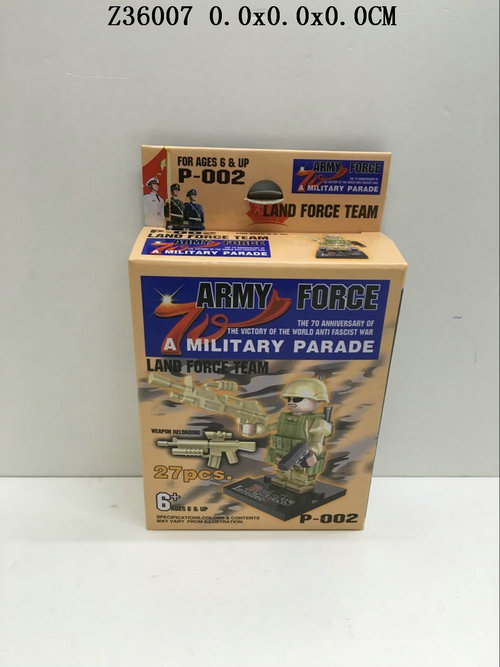 Z36007 0.0x0.0x0.0CM
FOR AGES 6 & UP
P-002
ARMY FORCE
70
THE 70 ANNIVERSARY OF
THE VICTORY OF THE WORLD ANTI FASCIST WAR
A MILITARY PARADE
LAND FORCE TEAM
LAND FORCE TEAM
ARMY FORCE
70
A MILITARY PARADE
ARMY FORCE
70
THE 70 ANNIVERSARY OF
THE VICTORY OF THE WORLD ANTI FASCIST WAR
A MILITARY PARADE
LAND FORCE TEAM
WEAPON RELOADING
27pcs.
6+
AGES 6 & UP
SPECIFICATIONS,COLORS & CONTENTS
MAY VARY FROM ILLUSTRATION.
P-002